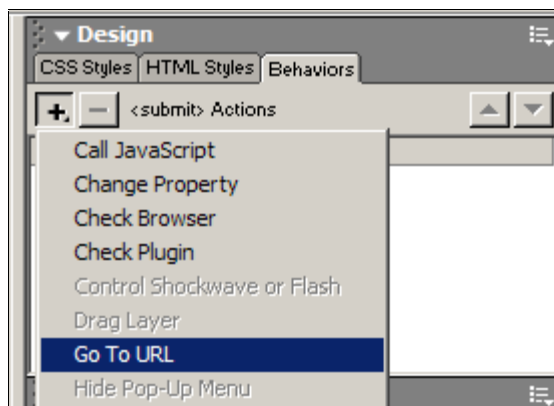 Design
CSS Styles HTML Styles Behaviors
<submit> Actions
Call JavaScript
Change Property
Check Browser
Check Plugin
Control Shockwave or Flash
Drag Layer
Go To URL
Hide Pop-Up Menu